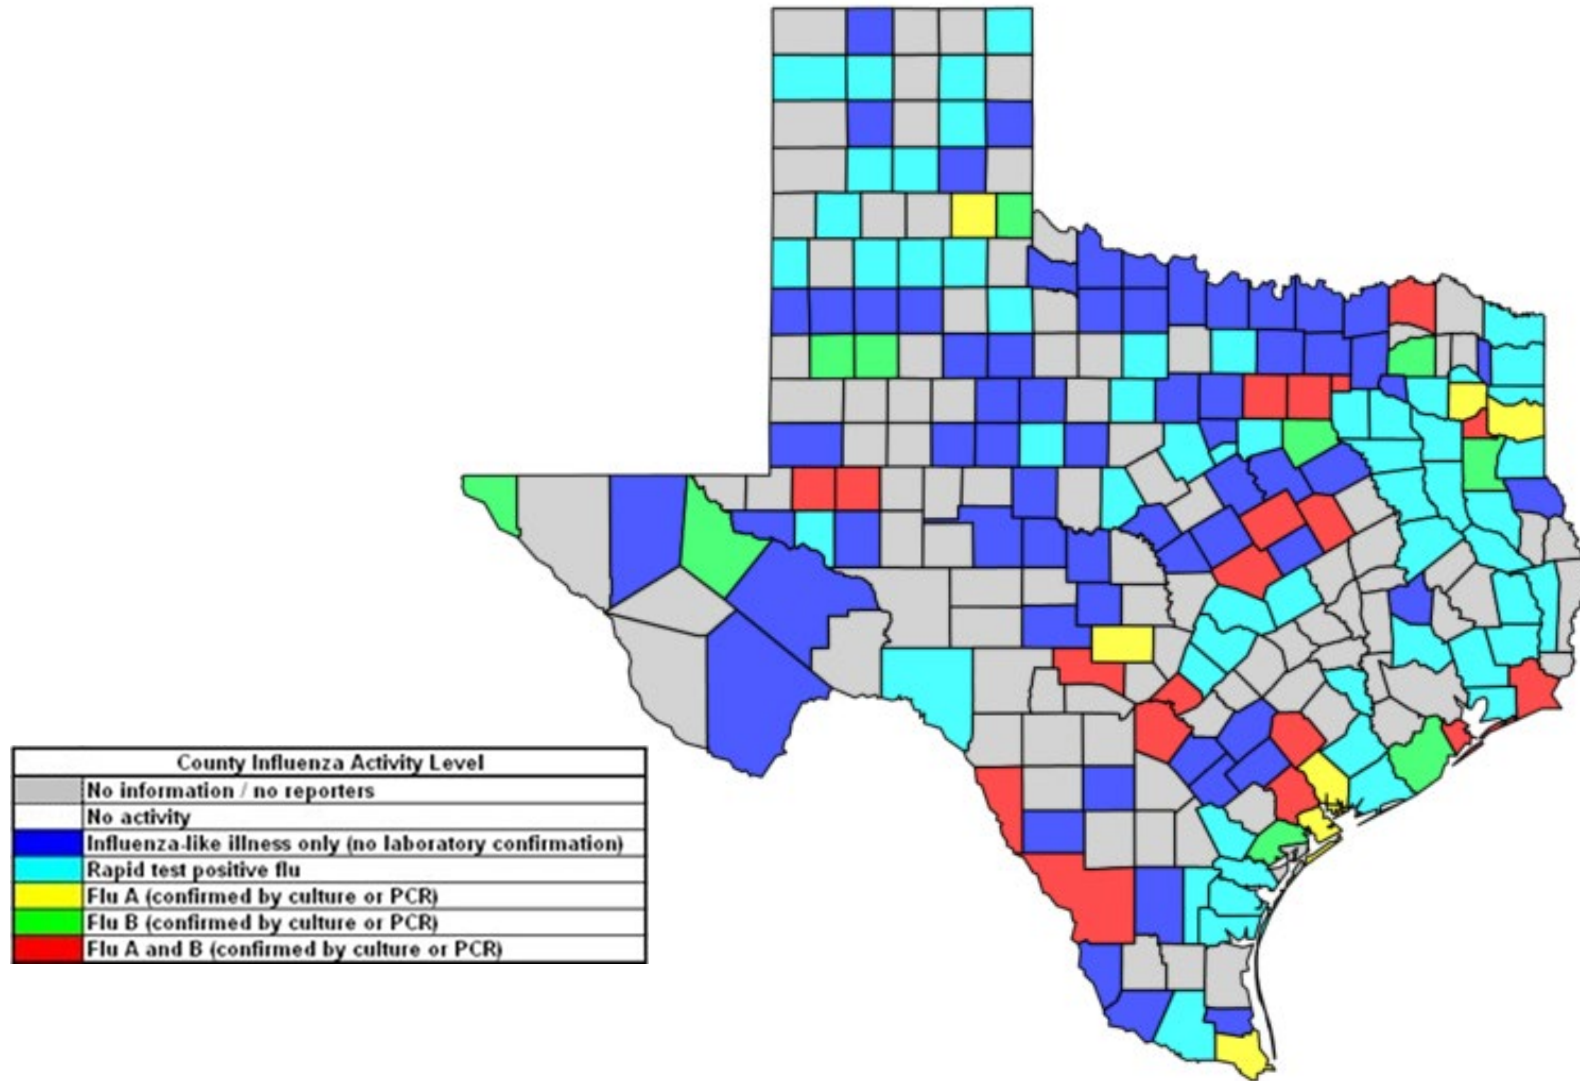 County Influenza Activity Level
No information / no reporters
No activity
Influenza-like illness only (no laboratory confirmation)
Rapid test positive flu
Flu A (confirmed by culture or PCR)
Flu B (confirmed by culture or PCR)
Flu A and B (confirmed by culture or PCR)